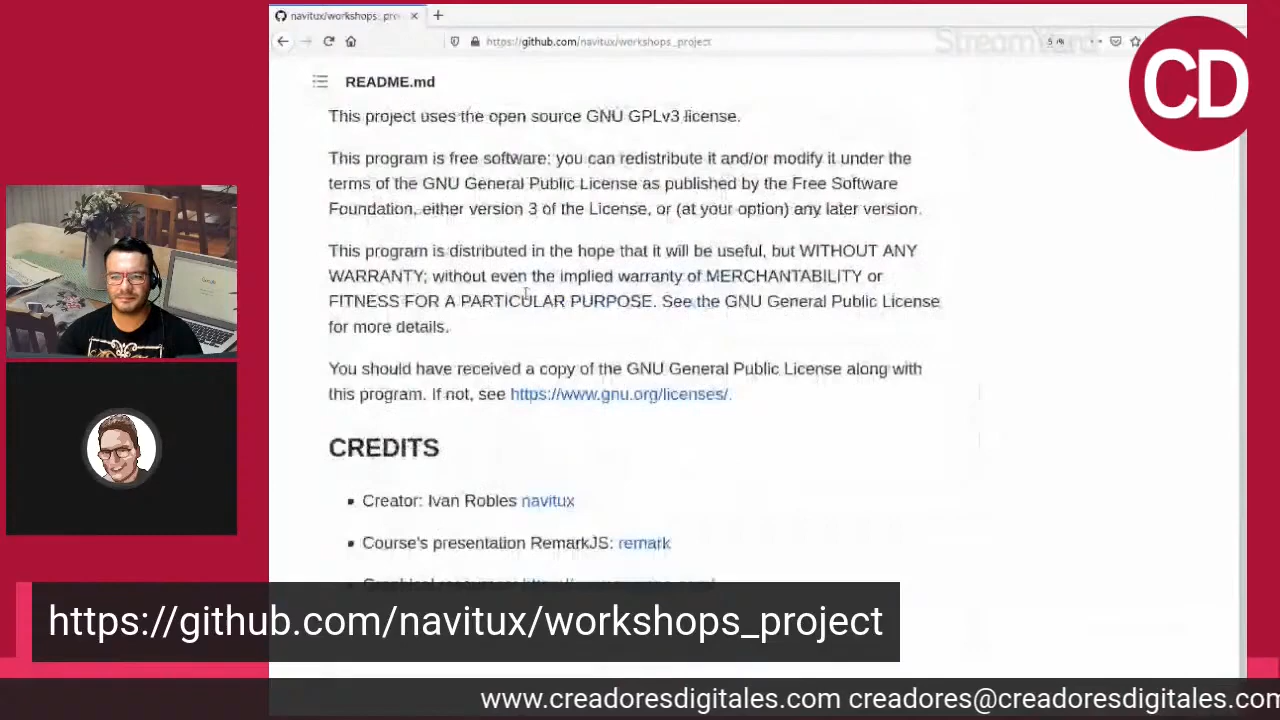 navitux/workshops_pro
https://github.com/navitux/workshops_project
StreamYard
CD
README.md
This project uses the open source GNU GPLv3 license.
This program is free software: you can redistribute it and/or modify it under the
terms of the GNU General Public License as published by the Free Software
Foundation, either version 3 of the License, or (at your option) any later version.
This program is distributed in the hope that it will be useful, but WITHOUT ANY
WARRANTY; without even the implied warranty of MERCHANTABILITY or
FITNESS FOR A PARTICULAR PURPOSE. See the GNU General Public License
for more details.
You should have received a copy of the GNU General Public License along with
this program. If not, see https://www.gnu.org/licenses/.
CREDITS
Creator: Ivan Robles navitux
Course's presentation RemarkJS: remark
https://github.com/navitux/workshops_project
www.creadoresdigitales.com creadores@creadoresdigitales.com